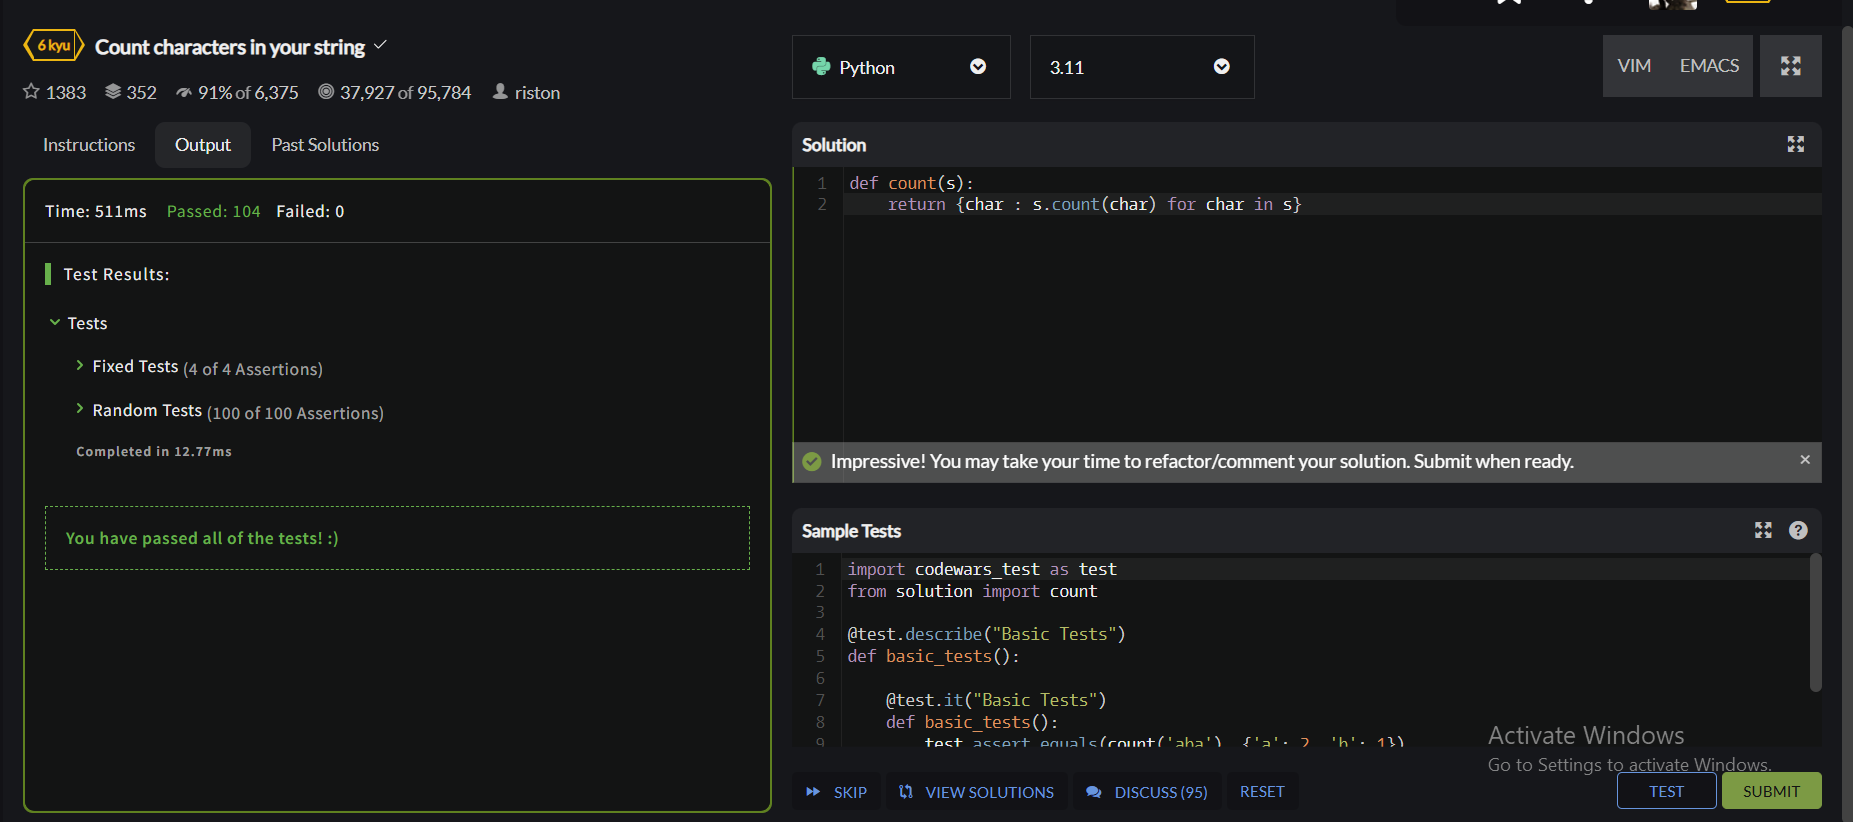 6 kyu Count characters in your string
1383 352 91% of 6,375 37,927 of 95,784 riston
Instructions Output Past Solutions
Time: 511ms Passed: 104 Failed: 0
Test Results:
Tests
Fixed Tests (4 of 4 Assertions)
Random Tests (100 of 100 Assertions)
Completed in 12.77ms
You have passed all of the tests! :)
Python 3.11 VIM EMACS
Solution
1 def count(s):
2 return {char : s.count(char) for char in s}
Impressive! You may take your time to refactor/comment your solution. Submit when ready.
Sample Tests
1 import codewars_test as test
2 from solution import count
3
4 @test.describe("Basic Tests")
5 def basic_tests():
6
7 @test.it("Basic Tests")
8 def basic_tests():
9 test.assert_equals(count('aba'), {'a': 2, 'b': 1})
Activate Windows
Go to Settings to activate Windows.
SKIP VIEW SOLUTIONS DISCUSS (95) RESET TEST SUBMIT